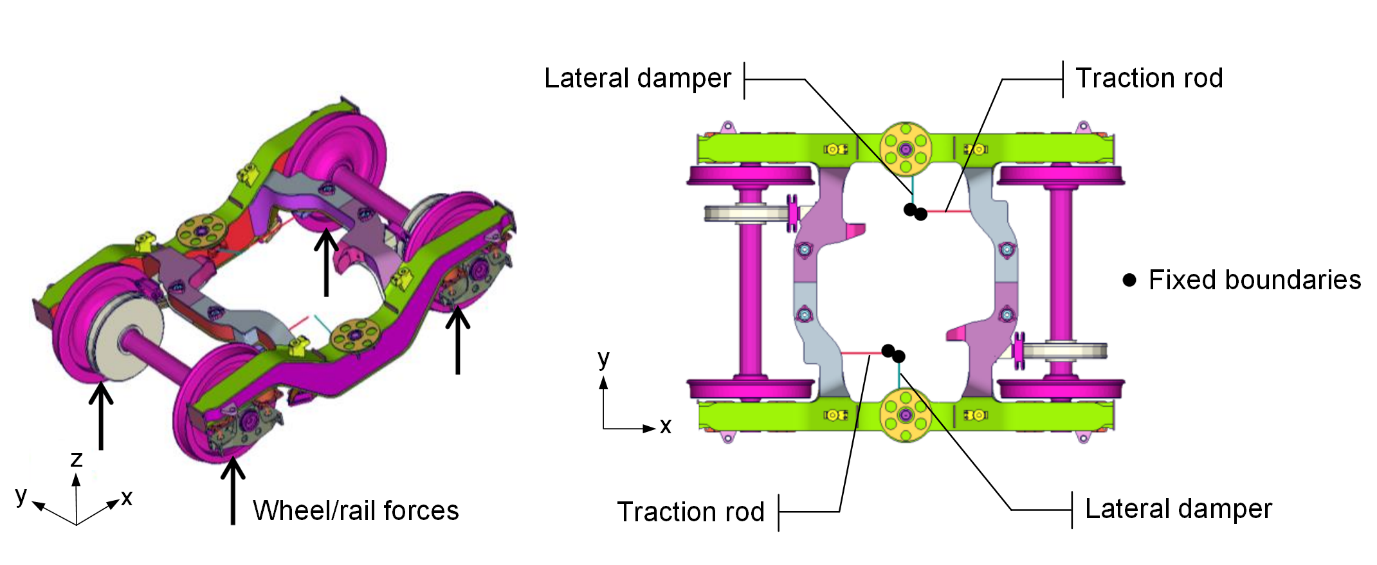 Lateral damper
Traction rod
Fixed boundaries
y
x
z
y
x
Wheel/rail forces
Traction rod
Lateral damper